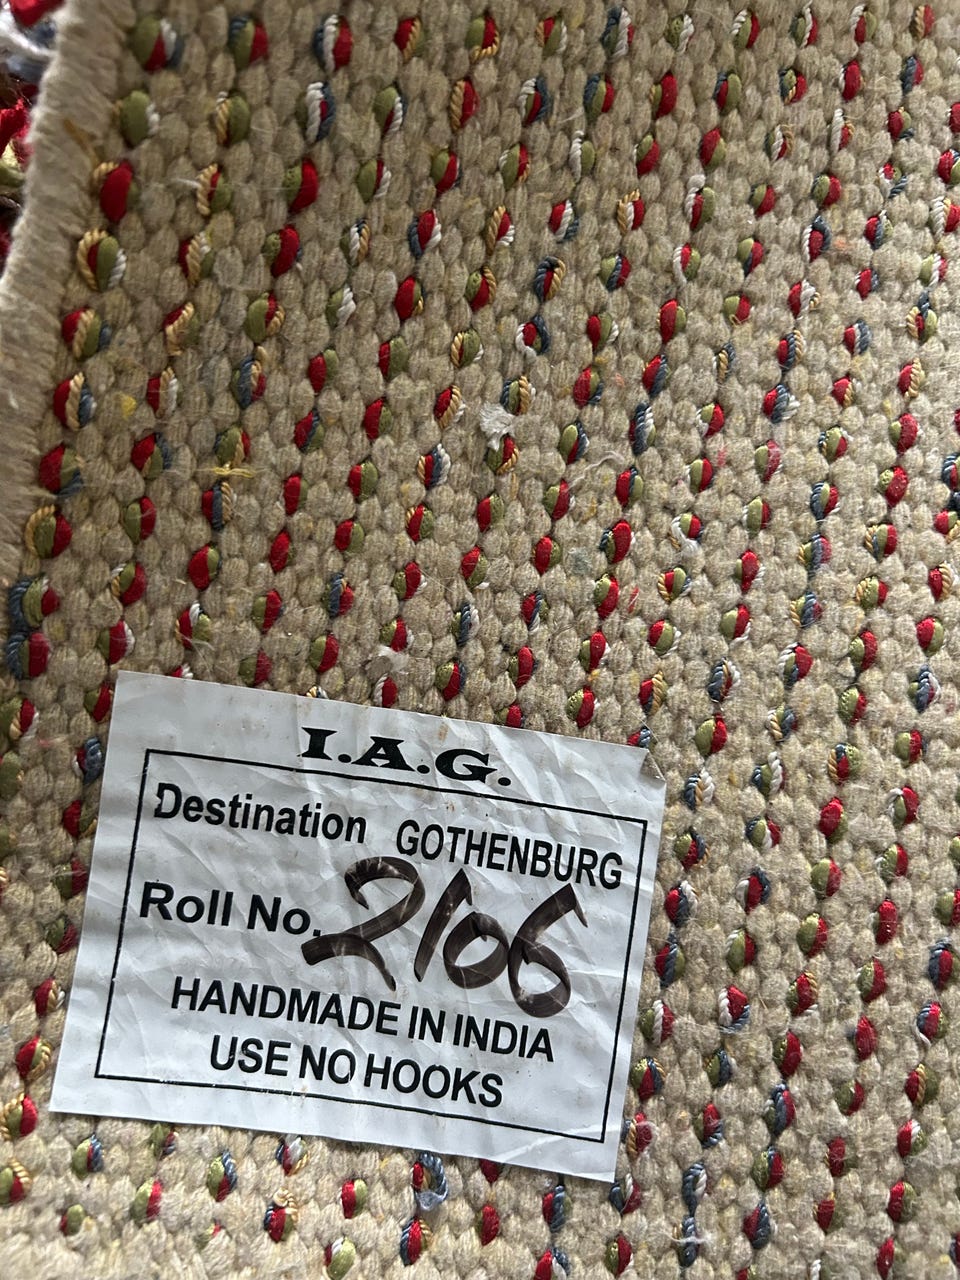 I.A.G.
Destination GOTHENBURG
Roll No. 2106
HANDMADE IN INDIA
USE NO HOOKS